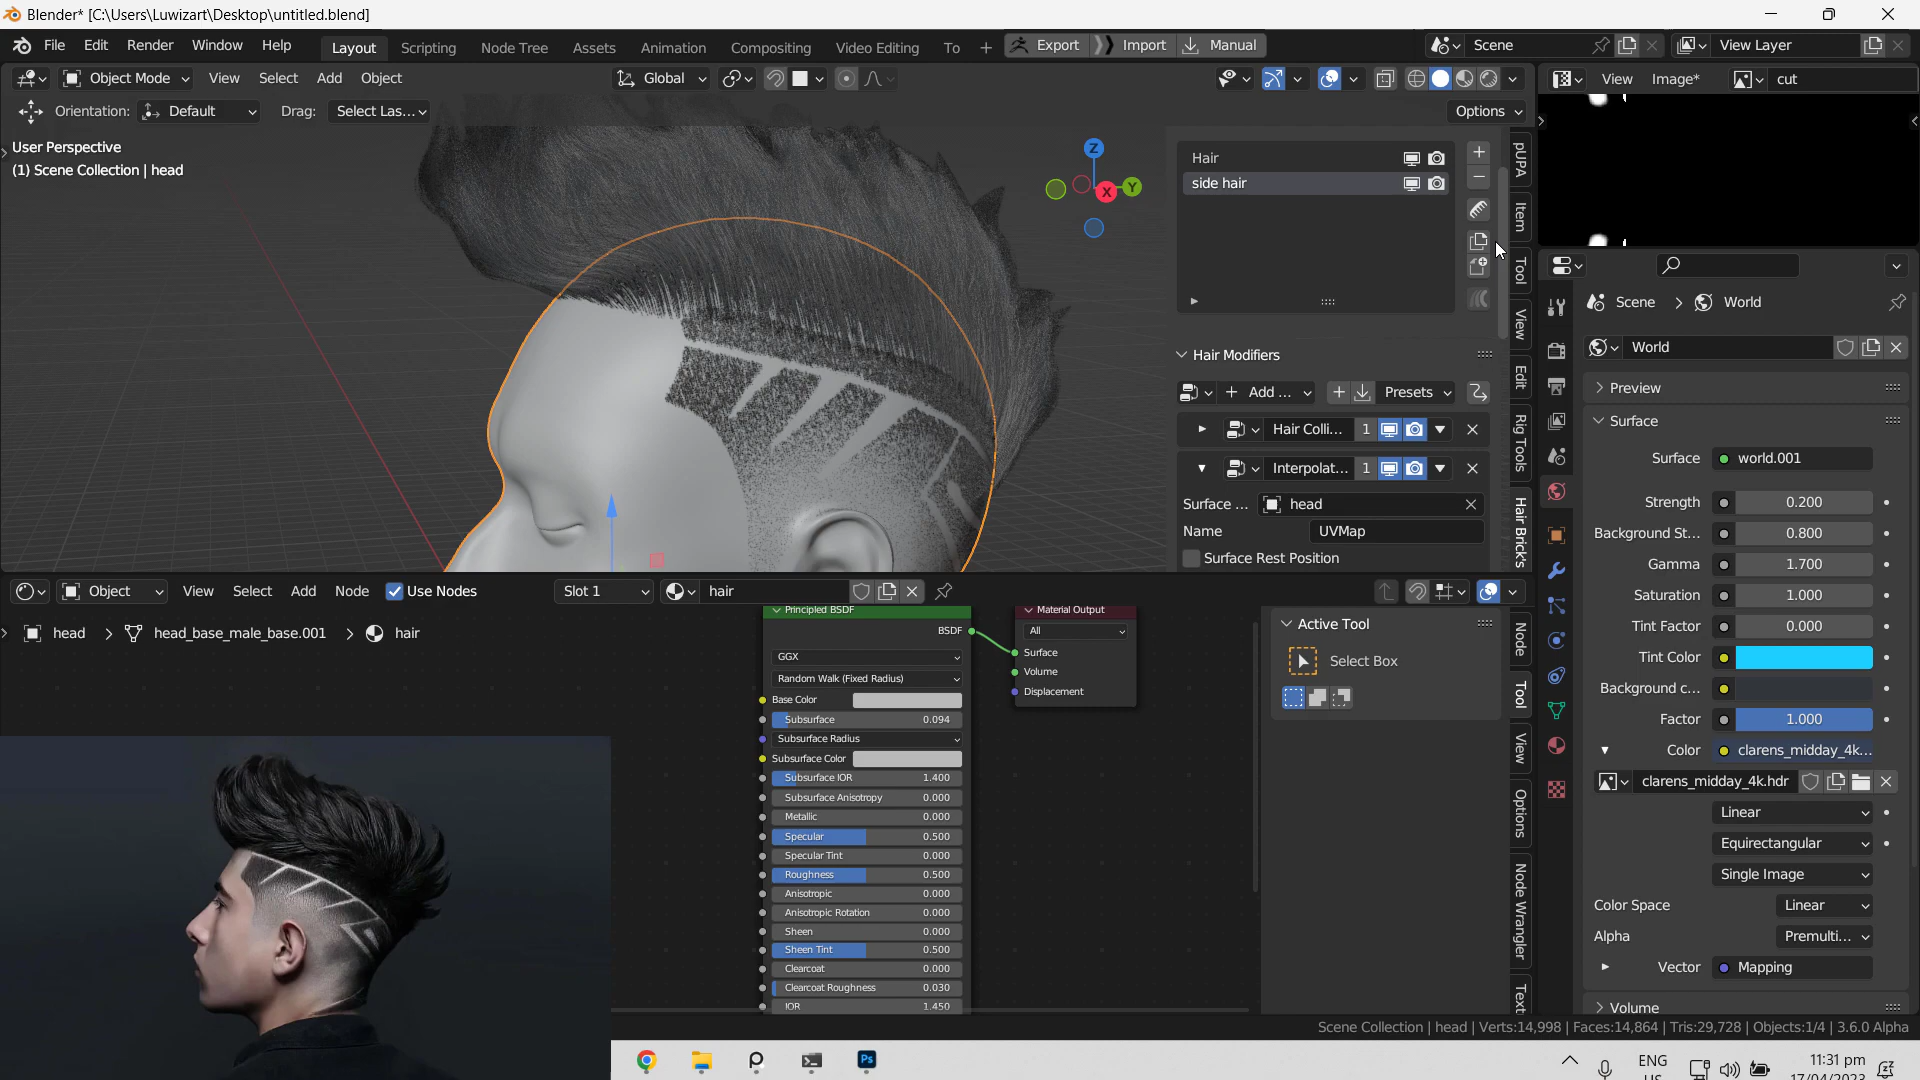 Blender* [C:\Users\Luwizart\Desktop\untitled.blend]
File Edit Render Window Help Layout Scripting Node Tree Assets Animation Compositing Video Editing To + Export Import Manual Scene View Layer
Object Mode View Select Add Object Global View Image* cut
Orientation: Default Drag: Select Las... Options
User Perspective
(1) Scene Collection | head
Z
Y
X
Hair
side hair
Hair Modifiers
+ Add ... Presets
Hair Colli... 1
Interpolat... 1
Surface ... head
Name UVMap
Surface Rest Position
pUPA
Item
Tool
View
Edit
Rig Tools
Hair Bricks
Scene World
World
Preview
Surface
Surface world.001
Strength 0.200
Background St... 0.800
Gamma 1.700
Saturation 1.000
Tint Factor 0.000
Tint Color
Background c...
Factor 1.000
Color clarens_midday_4k...
clarens_midday_4k.hdr
Linear
Equirectangular
Single Image
Color Space Linear
Alpha Premulti...
Vector Mapping
Volume
Object View Select Add Node Use Nodes Slot 1 hair
head head_base_male_base.001 hair
Principled BSDF
BSDF
GGX
Random Walk (Fixed Radius)
Base Color
Subsurface 0.094
Subsurface Radius
Subsurface Color
Subsurface IOR 1.400
Subsurface Anisotropy 0.000
Metallic 0.000
Specular 0.500
Specular Tint 0.000
Roughness 0.500
Anisotropic 0.000
Anisotropic Rotation 0.000
Sheen 0.000
Sheen Tint 0.500
Clearcoat 0.000
Clearcoat Roughness 0.030
IOR 1.450
Material Output
All
Surface
Volume
Displacement
Active Tool
Select Box
Node
Tool
View
Options
Node Wrangler
Text
Scene Collection | head | Verts:14,998 | Faces:14,864 | Tris:29,728 | Objects:1/4 | 3.6.0 Alpha
Ps
ENG
US
11:31 pm
17/04/2023